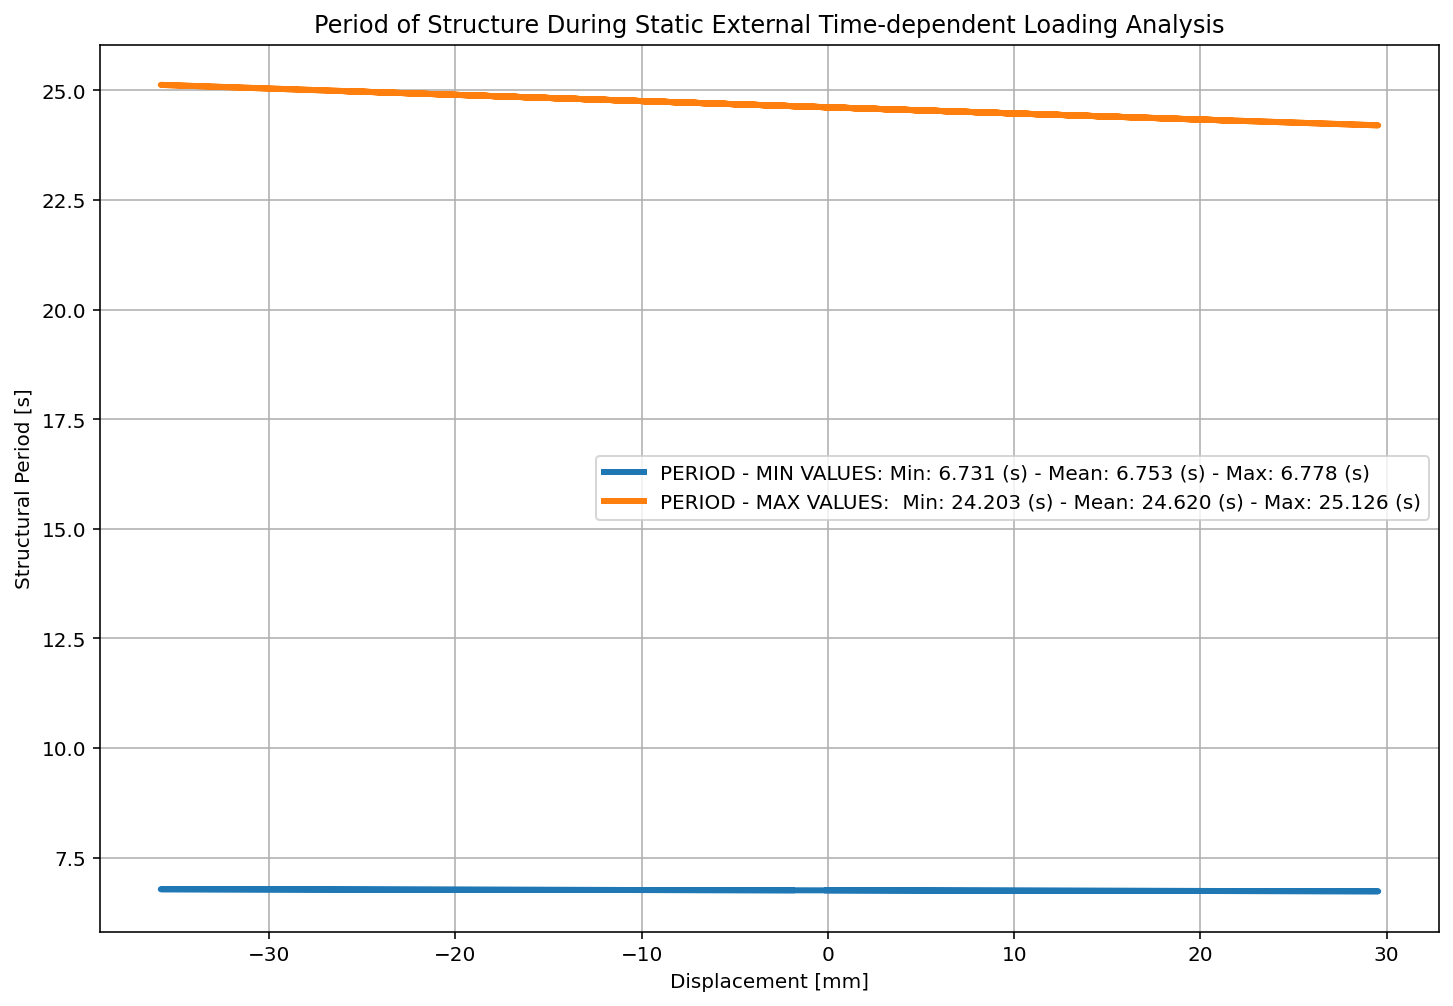 Period of Structure During Static External Time-dependent Loading Analysis
25.0
22.5
20.0
17.5
15.0
12.5
10.0
7.5
Structural Period [s]
PERIOD - MIN VALUES: Min: 6.731 (s) - Mean: 6.753 (s) - Max: 6.778 (s)
PERIOD - MAX VALUES:  Min: 24.203 (s) - Mean: 24.620 (s) - Max: 25.126 (s)
−30 −20 −10 0 10 20 30
Displacement [mm]